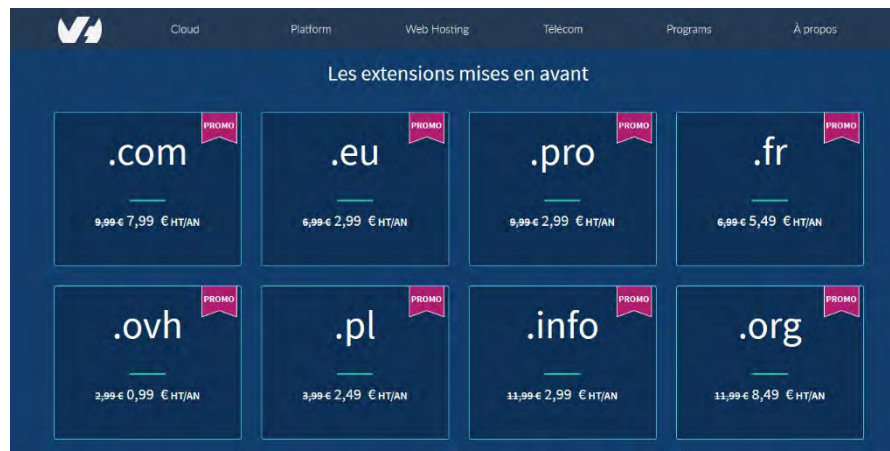 Cloud Platform Web Hosting Télécom Programs À propos
Les extensions mises en avant
PROMO PROMO PROMO PROMO
.com .eu .pro .fr
9,99 € 7,99 € HT/AN 6,99 € 2,99 € HT/AN 9,99 € 2,99 € HT/AN 6,99 € 5,49 € HT/AN
PROMO PROMO PROMO PROMO
.ovh .pl .info .org
2,99 € 0,99 € HT/AN 3,99 € 2,49 € HT/AN 11,99 € 2,99 € HT/AN 11,99 € 8,49 € HT/AN